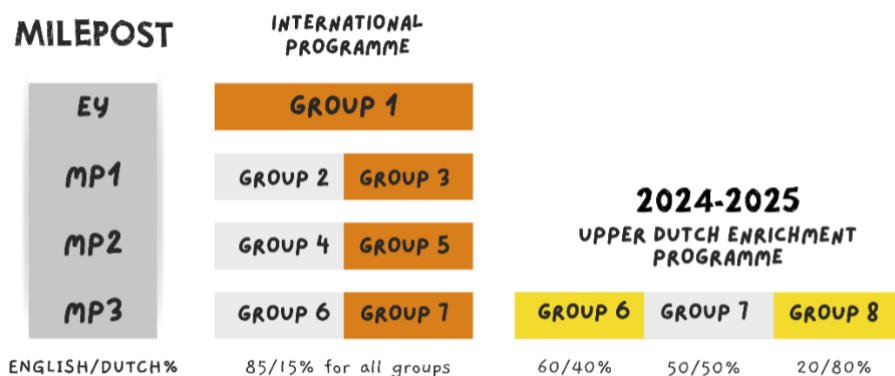 MILEPOST
INTERNATIONAL
PROGRAMME
EY
GROUP 1
MP1
GROUP 2
GROUP 3
MP2
GROUP 4
GROUP 5
2024-2025
UPPER DUTCH ENRICHMENT
PROGRAMME
MP3
GROUP 6
GROUP 7
GROUP 6
GROUP 7
GROUP 8
ENGLISH/DUTCH%
85/15% for all groups
60/40%
50/50%
20/80%